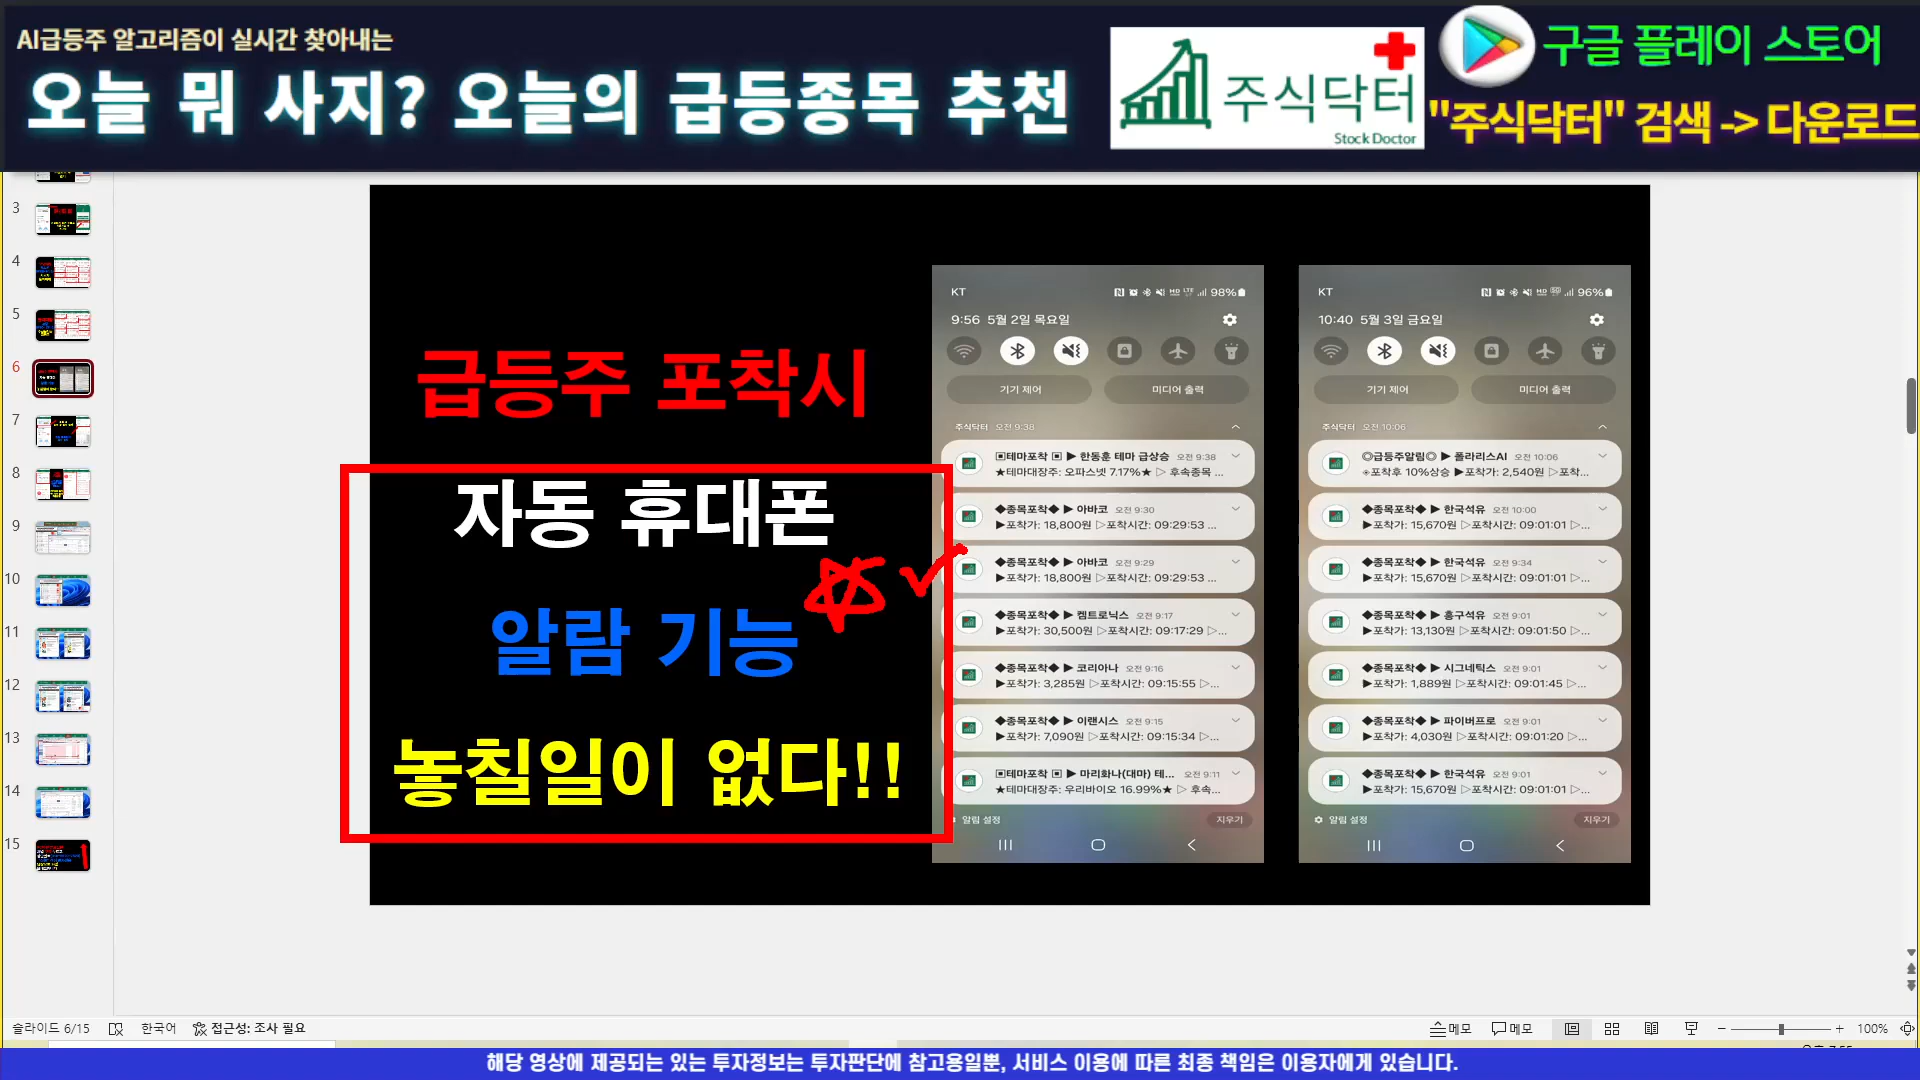 AI급등주 알고리즘이 실시간 찾아내는
오늘 뭐 사지? 오늘의 급등종목 추천
주식닥터
Stock Doctor
구글 플레이 스토어
"주식닥터" 검색 -> 다운로드
3
4
5
6
7
8
9
10
11
12
13
14
15
급등주 포착시
자동 휴대폰
알람 기능
놓칠일이 없다!!
KT
98%
9:56 5월 2일 목요일
기기 제어
미디어 출력
주식닥터 오전 9:38
▣테마포착 ▣ ▶ 한동훈 테마 급상승 오전 9:38
★테마대장주: 오파스넷 7.17%★ ▷ 후속종목 ...
◆종목포착◆ ▶ 아바코 오전 9:30
▶포착가: 18,800원 ▷포착시간: 09:29:53 ...
◆종목포착◆ ▶ 아바코 오전 9:29
▶포착가: 18,800원 ▷포착시간: 09:29:53 ...
◆종목포착◆ ▶ 켐트로닉스 오전 9:17
▶포착가: 30,500원 ▷포착시간: 09:17:29 ▷...
◆종목포착◆ ▶ 코리아나 오전 9:16
▶포착가: 3,285원 ▷포착시간: 09:15:55 ▷...
◆종목포착◆ ▶ 이랜시스 오전 9:15
▶포착가: 7,090원 ▷포착시간: 09:15:34 ▷...
▣테마포착 ▣ ▶ 마리화나(대마) 테... 오전 9:11
★테마대장주: 우리바이오 16.99%★ ▷ 후속...
알림 설정
지우기
KT
96%
10:40 5월 3일 금요일
기기 제어
미디어 출력
주식닥터 오전 10:06
◎급등주알림◎ ▶ 폴라리스AI 오전 10:06
※포착후 10%상승 ▶포착가: 2,540원 ▷포착...
◆종목포착◆ ▶ 한국석유 오전 10:00
▶포착가: 15,670원 ▷포착시간: 09:01:01 ▷...
◆종목포착◆ ▶ 한국석유 오전 9:34
▶포착가: 15,670원 ▷포착시간: 09:01:01 ▷...
◆종목포착◆ ▶ 흥구석유 오전 9:01
▶포착가: 13,130원 ▷포착시간: 09:01:50 ▷...
◆종목포착◆ ▶ 시그네틱스 오전 9:01
▶포착가: 1,889원 ▷포착시간: 09:01:45 ▷...
◆종목포착◆ ▶ 파이버프로 오전 9:01
▶포착가: 4,030원 ▷포착시간: 09:01:20 ▷...
◆종목포착◆ ▶ 한국석유 오전 9:01
▶포착가: 15,670원 ▷포착시간: 09:01:01 ▷...
알림 설정
지우기
슬라이드 6/15
한국어
접근성: 조사 필요
메모
메모
100%
해당 영상에 제공되는 있는 투자정보는 투자판단에 참고용일뿐, 서비스 이용에 따른 최종 책임은 이용자에게 있습니다.